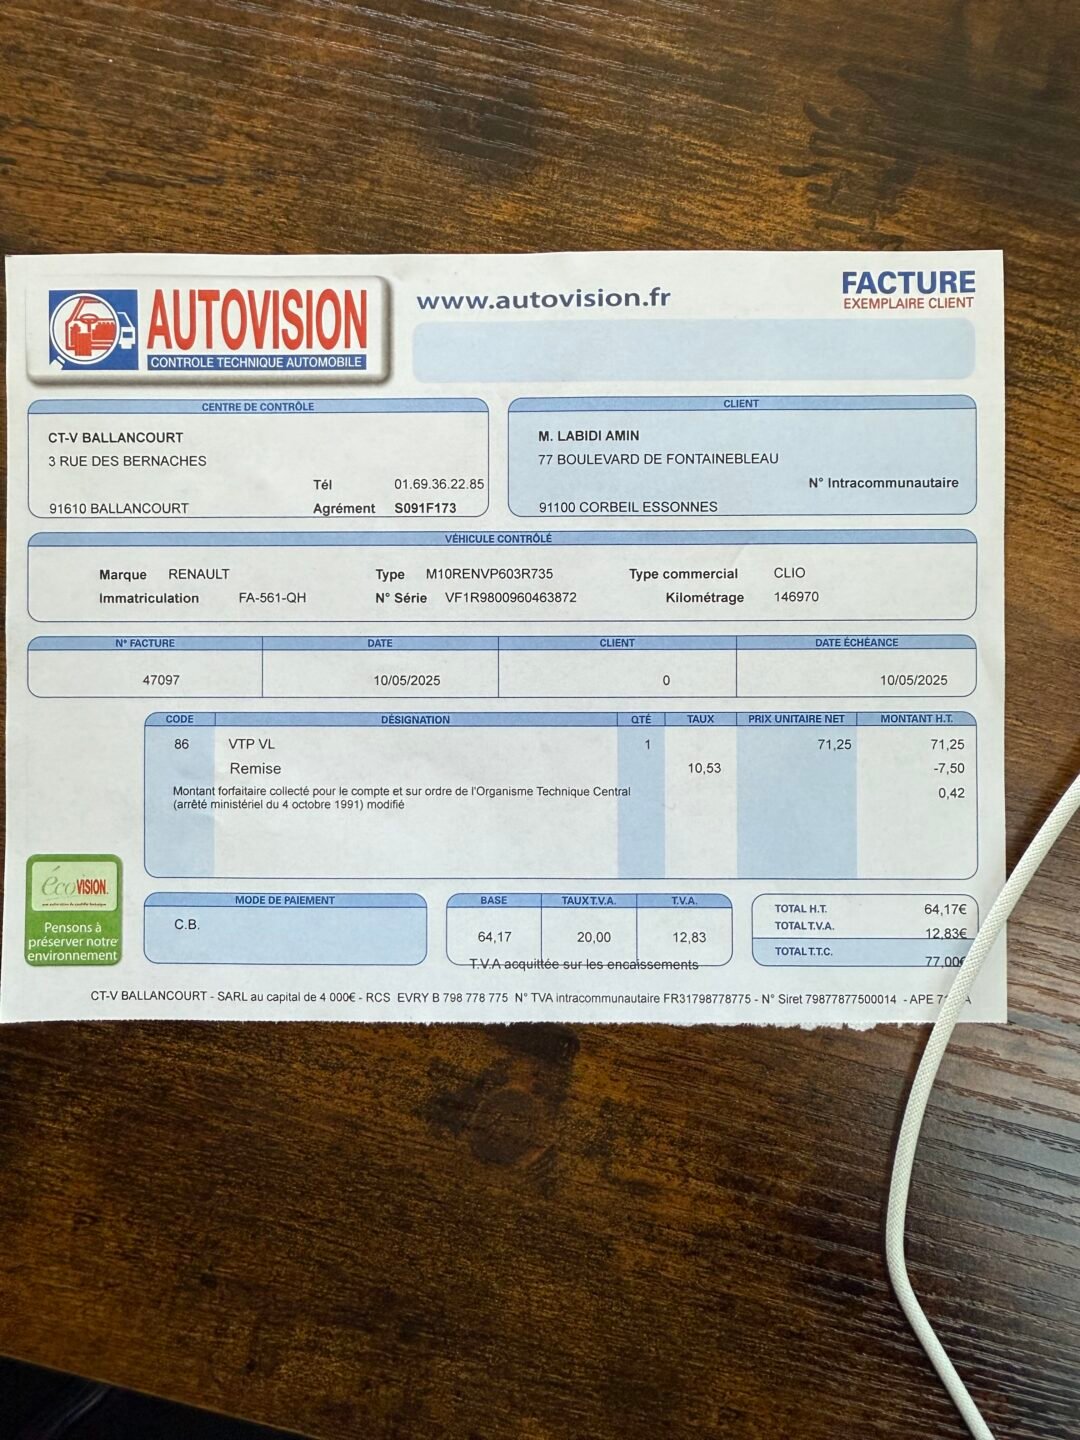 AUTOVISION
CONTROLE TECHNIQUE AUTOMOBILE
www.autovision.fr
FACTURE
EXEMPLAIRE CLIENT
CENTRE DE CONTRÔLE
CT-V BALLANCOURT
3 RUE DES BERNACHES
Tél 01.69.36.22.85
91610 BALLANCOURT Agrément S091F173
CLIENT
M. LABIDI AMIN
77 BOULEVARD DE FONTAINEBLEAU
N° Intracommunautaire
91100 CORBEIL ESSONNES
VÉHICULE CONTRÔLÉ
Marque RENAULT Type M10RENVP603R735 Type commercial CLIO
Immatriculation FA-561-QH N° Série VF1R9800960463872 Kilométrage 146970
N° FACTURE DATE CLIENT DATE ÉCHÉANCE
47097 10/05/2025 0 10/05/2025
CODE DÉSIGNATION QTÉ TAUX PRIX UNITAIRE NET MONTANT H.T.
86 VTP VL 1 71,25 71,25
Remise 10,53 -7,50
Montant forfaitaire collecté pour le compte et sur ordre de l'Organisme Technique Central 0,42
(arrêté ministériel du 4 octobre 1991) modifié
écoVISION.
Pensons à
préserver notre
environnement
MODE DE PAIEMENT
C.B.
BASE TAUX T.V.A. T.V.A.
64,17 20,00 12,83
T.V.A acquittée sur les encaissements
TOTAL H.T. 64,17€
TOTAL T.V.A. 12,83€
TOTAL T.T.C. 77,00€
CT-V BALLANCOURT - SARL au capital de 4 000€ - RCS EVRY B 798 778 775 N° TVA intracommunautaire FR31798778775 - N° Siret 79877877500014 - APE